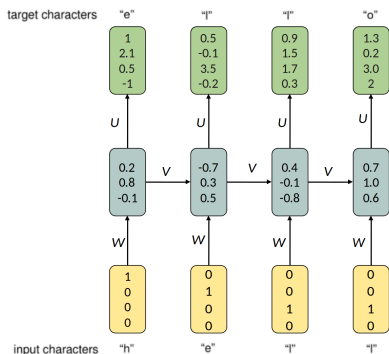 target characters "e" "l" "l" "o"
1 0.5 0.9 1.3
2.1 -0.1 1.5 0.2
0.5 3.5 1.7 3.0
-1 -0.2 0.3 2
U U U U
V V V
0.2 -0.7 0.4 0.7
0.8 0.3 -0.1 1.0
-0.1 0.5 -0.8 0.6
W W W W
1 0 0 0
0 1 0 0
0 0 1 1
0 0 0 0
input characters "h" "e" "l" "l"